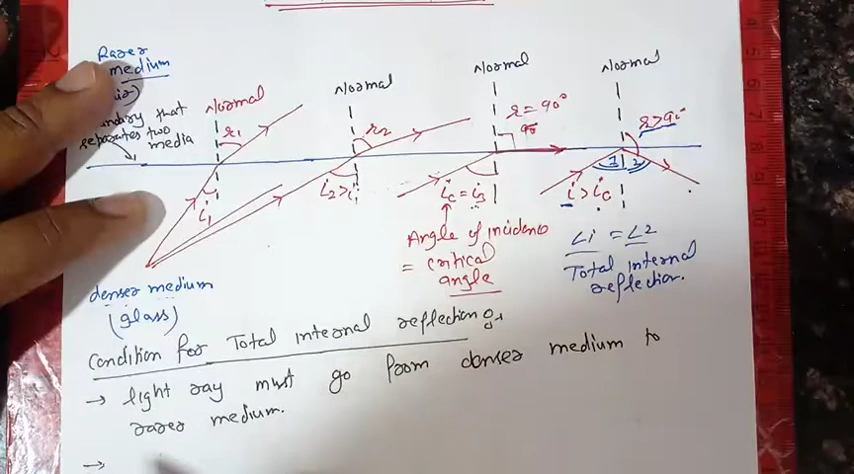 Rarer
medium
Normal
Normal
Normal
Normal
boundary that
separates two
media
r1
r2
r = 90°
90
r>90°
i1
i2>i1
ic = i3
i > ic
1 2
Angle of incidence
= critical
angle
∠i = ∠2
Total internal
reflection.
denser medium
(glass)
Condition for Total internal reflection:
→ light ray must go from denser medium to
rarer medium.
→